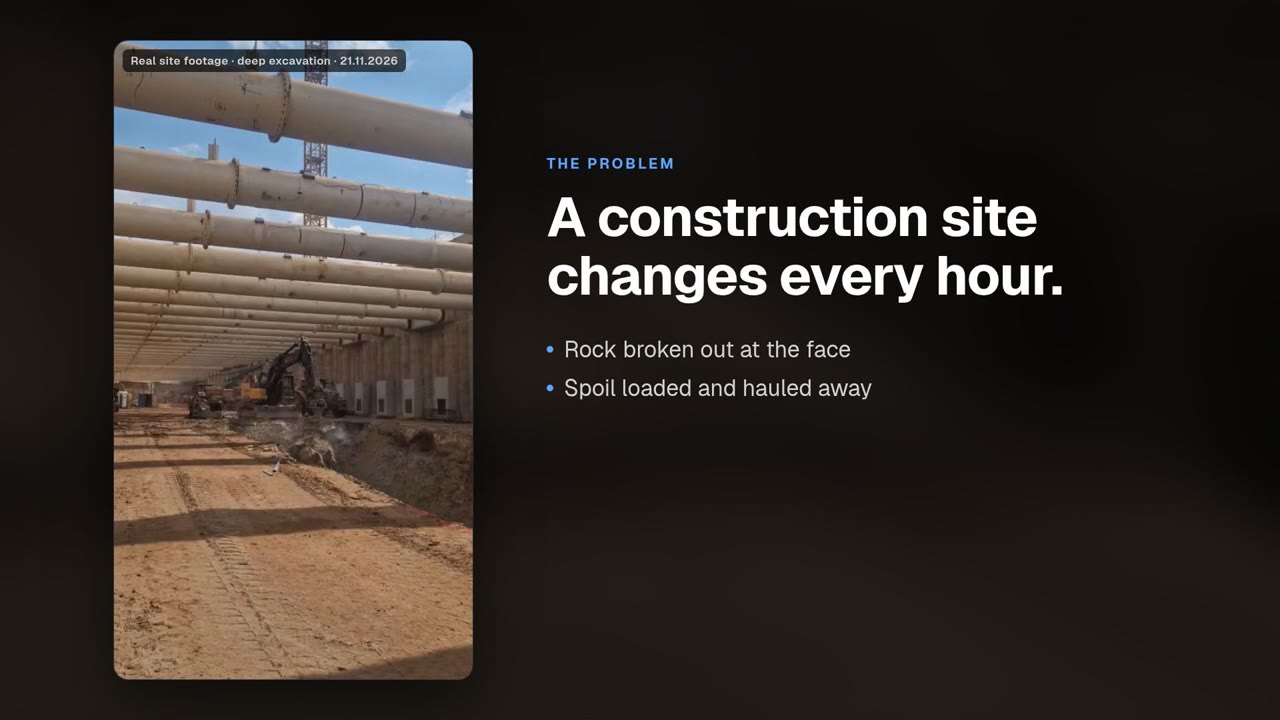 Real site footage · deep excavation · 21.11.2026
THE PROBLEM
A construction site
changes every hour.
• Rock broken out at the face
• Spoil loaded and hauled away